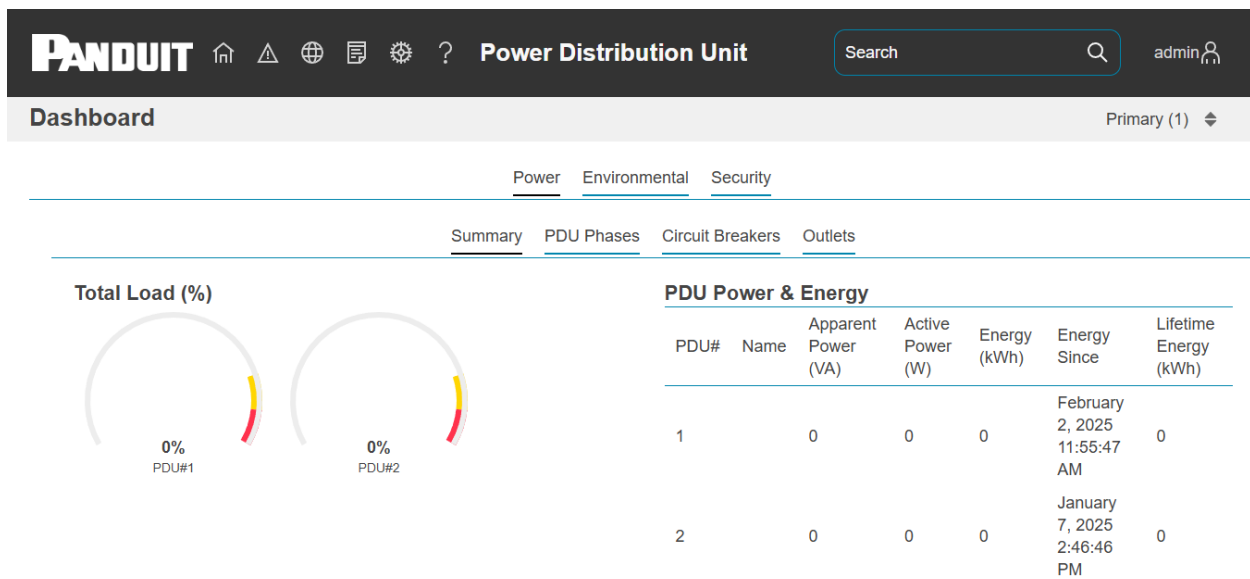 PANDUIT ? Power Distribution Unit Search admin
Dashboard Primary (1)
Power Environmental Security
Summary PDU Phases Circuit Breakers Outlets
Total Load (%)
0%
PDU#1
0%
PDU#2
PDU Power & Energy
PDU# Name Apparent Power (VA) Active Power (W) Energy (kWh) Energy Since Lifetime Energy (kWh)
1 0 0 0 February 2, 2025 11:55:47 AM 0
2 0 0 0 January 7, 2025 2:46:46 PM 0